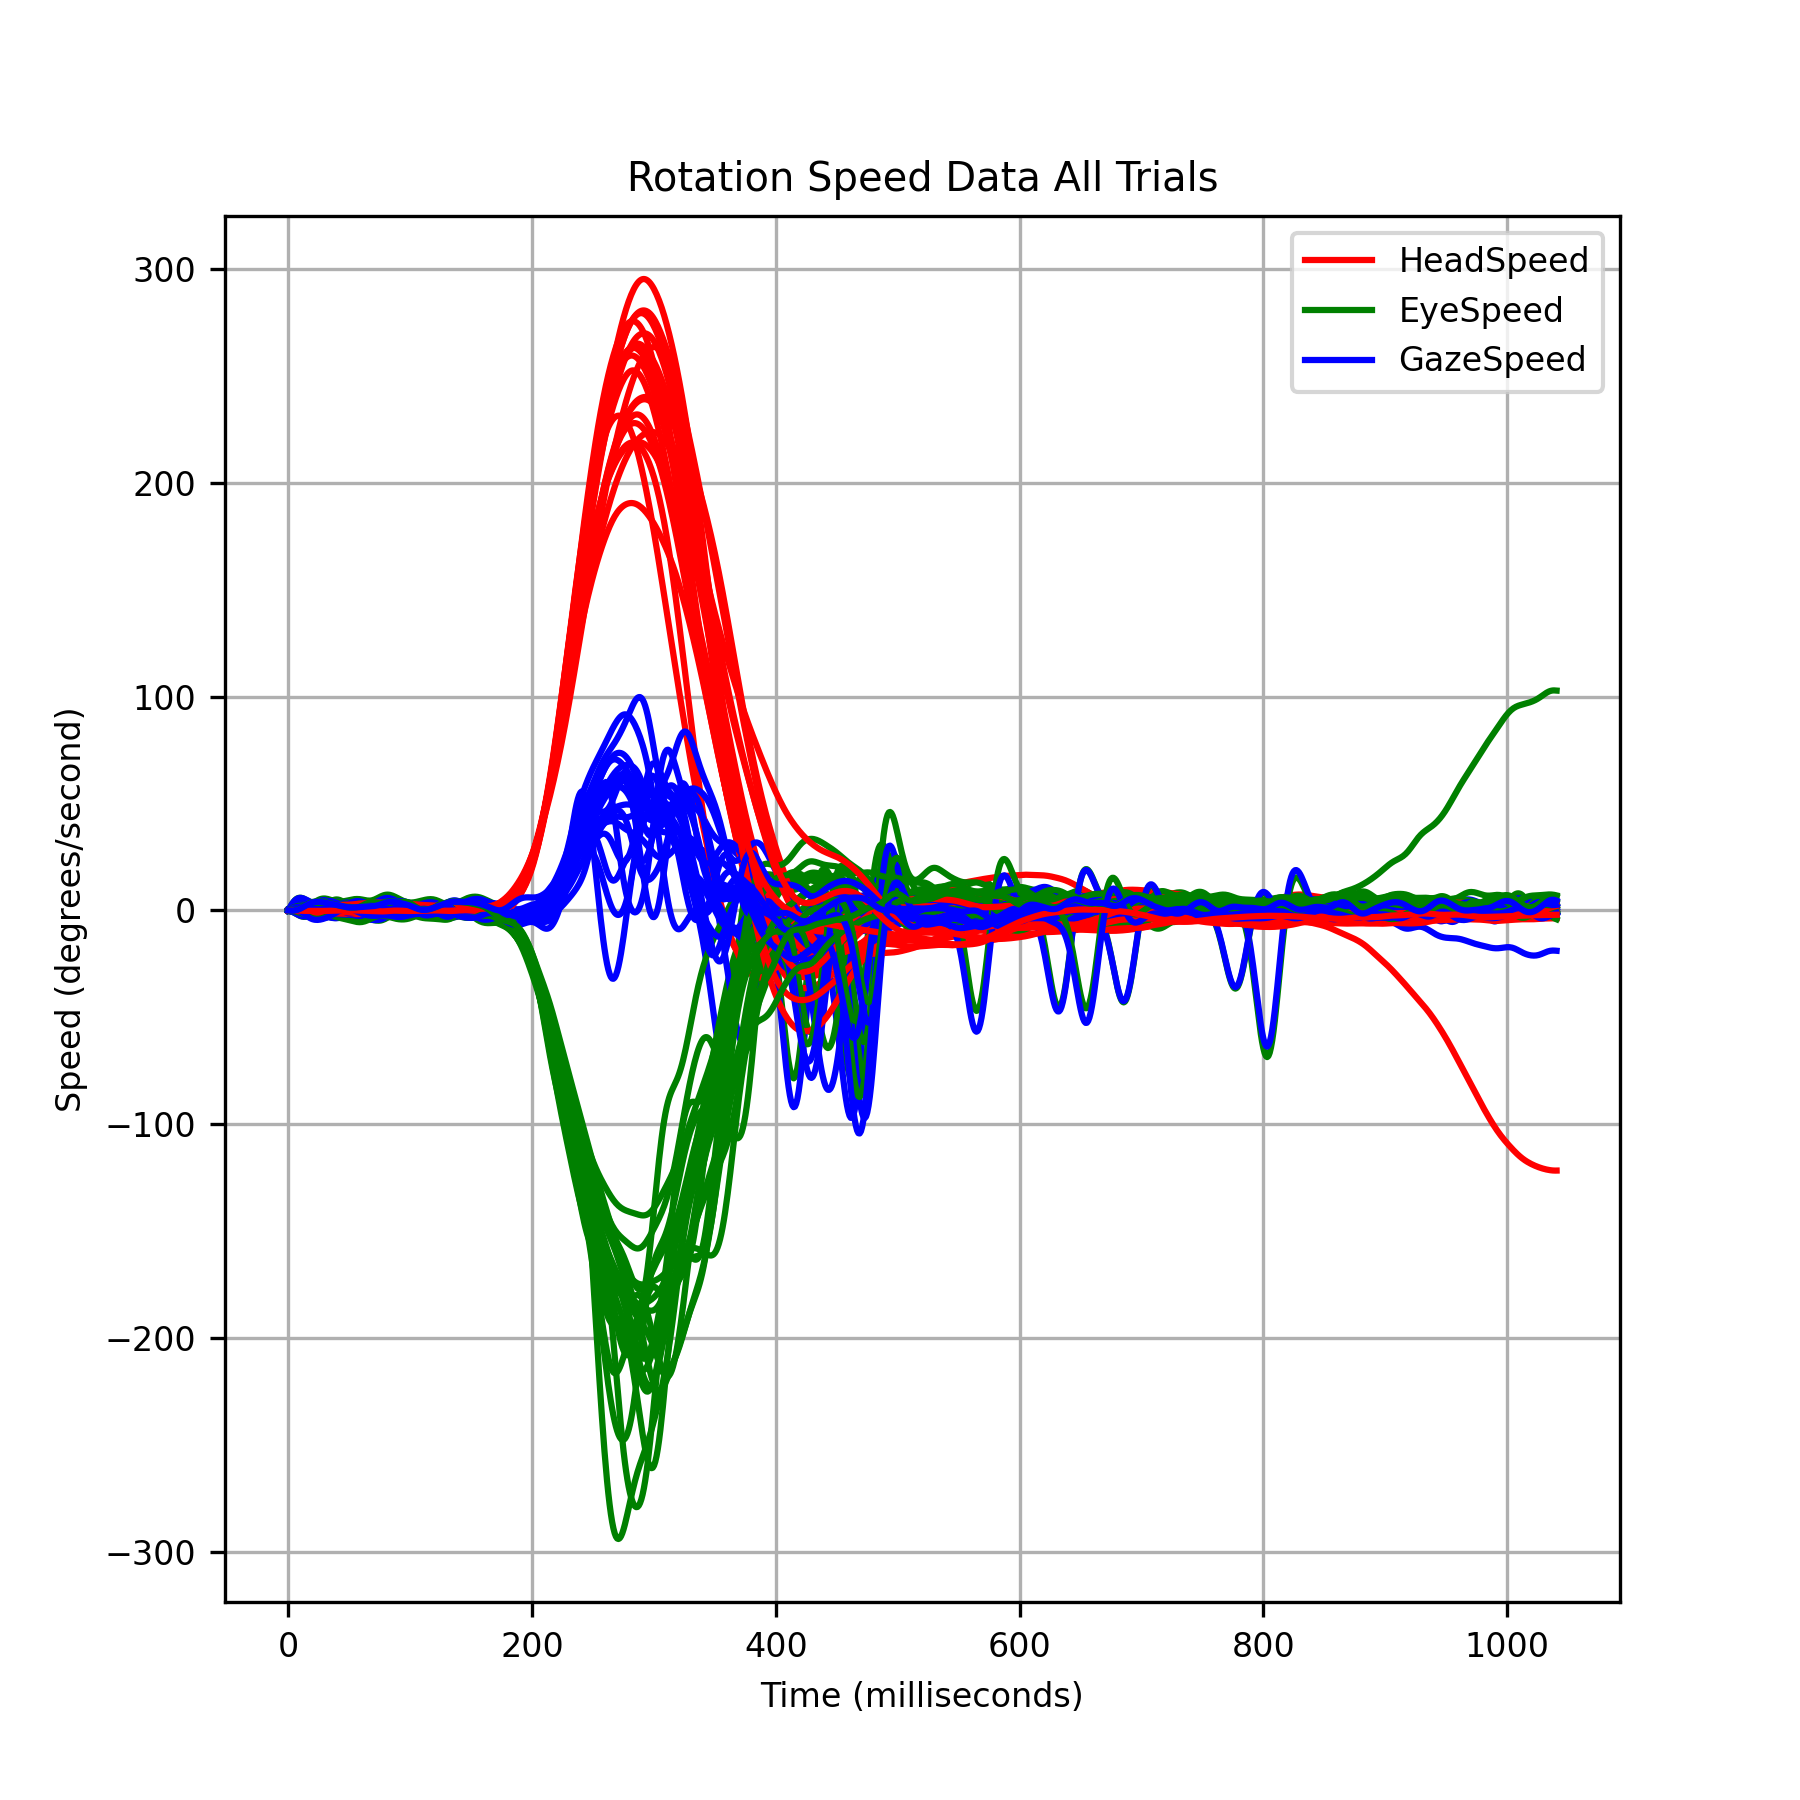 Rotation Speed Data All Trials
HeadSpeed
EyeSpeed
GazeSpeed
300
200
100
0
−100
−200
−300
Speed (degrees/second)
0 200 400 600 800 1000
Time (milliseconds)